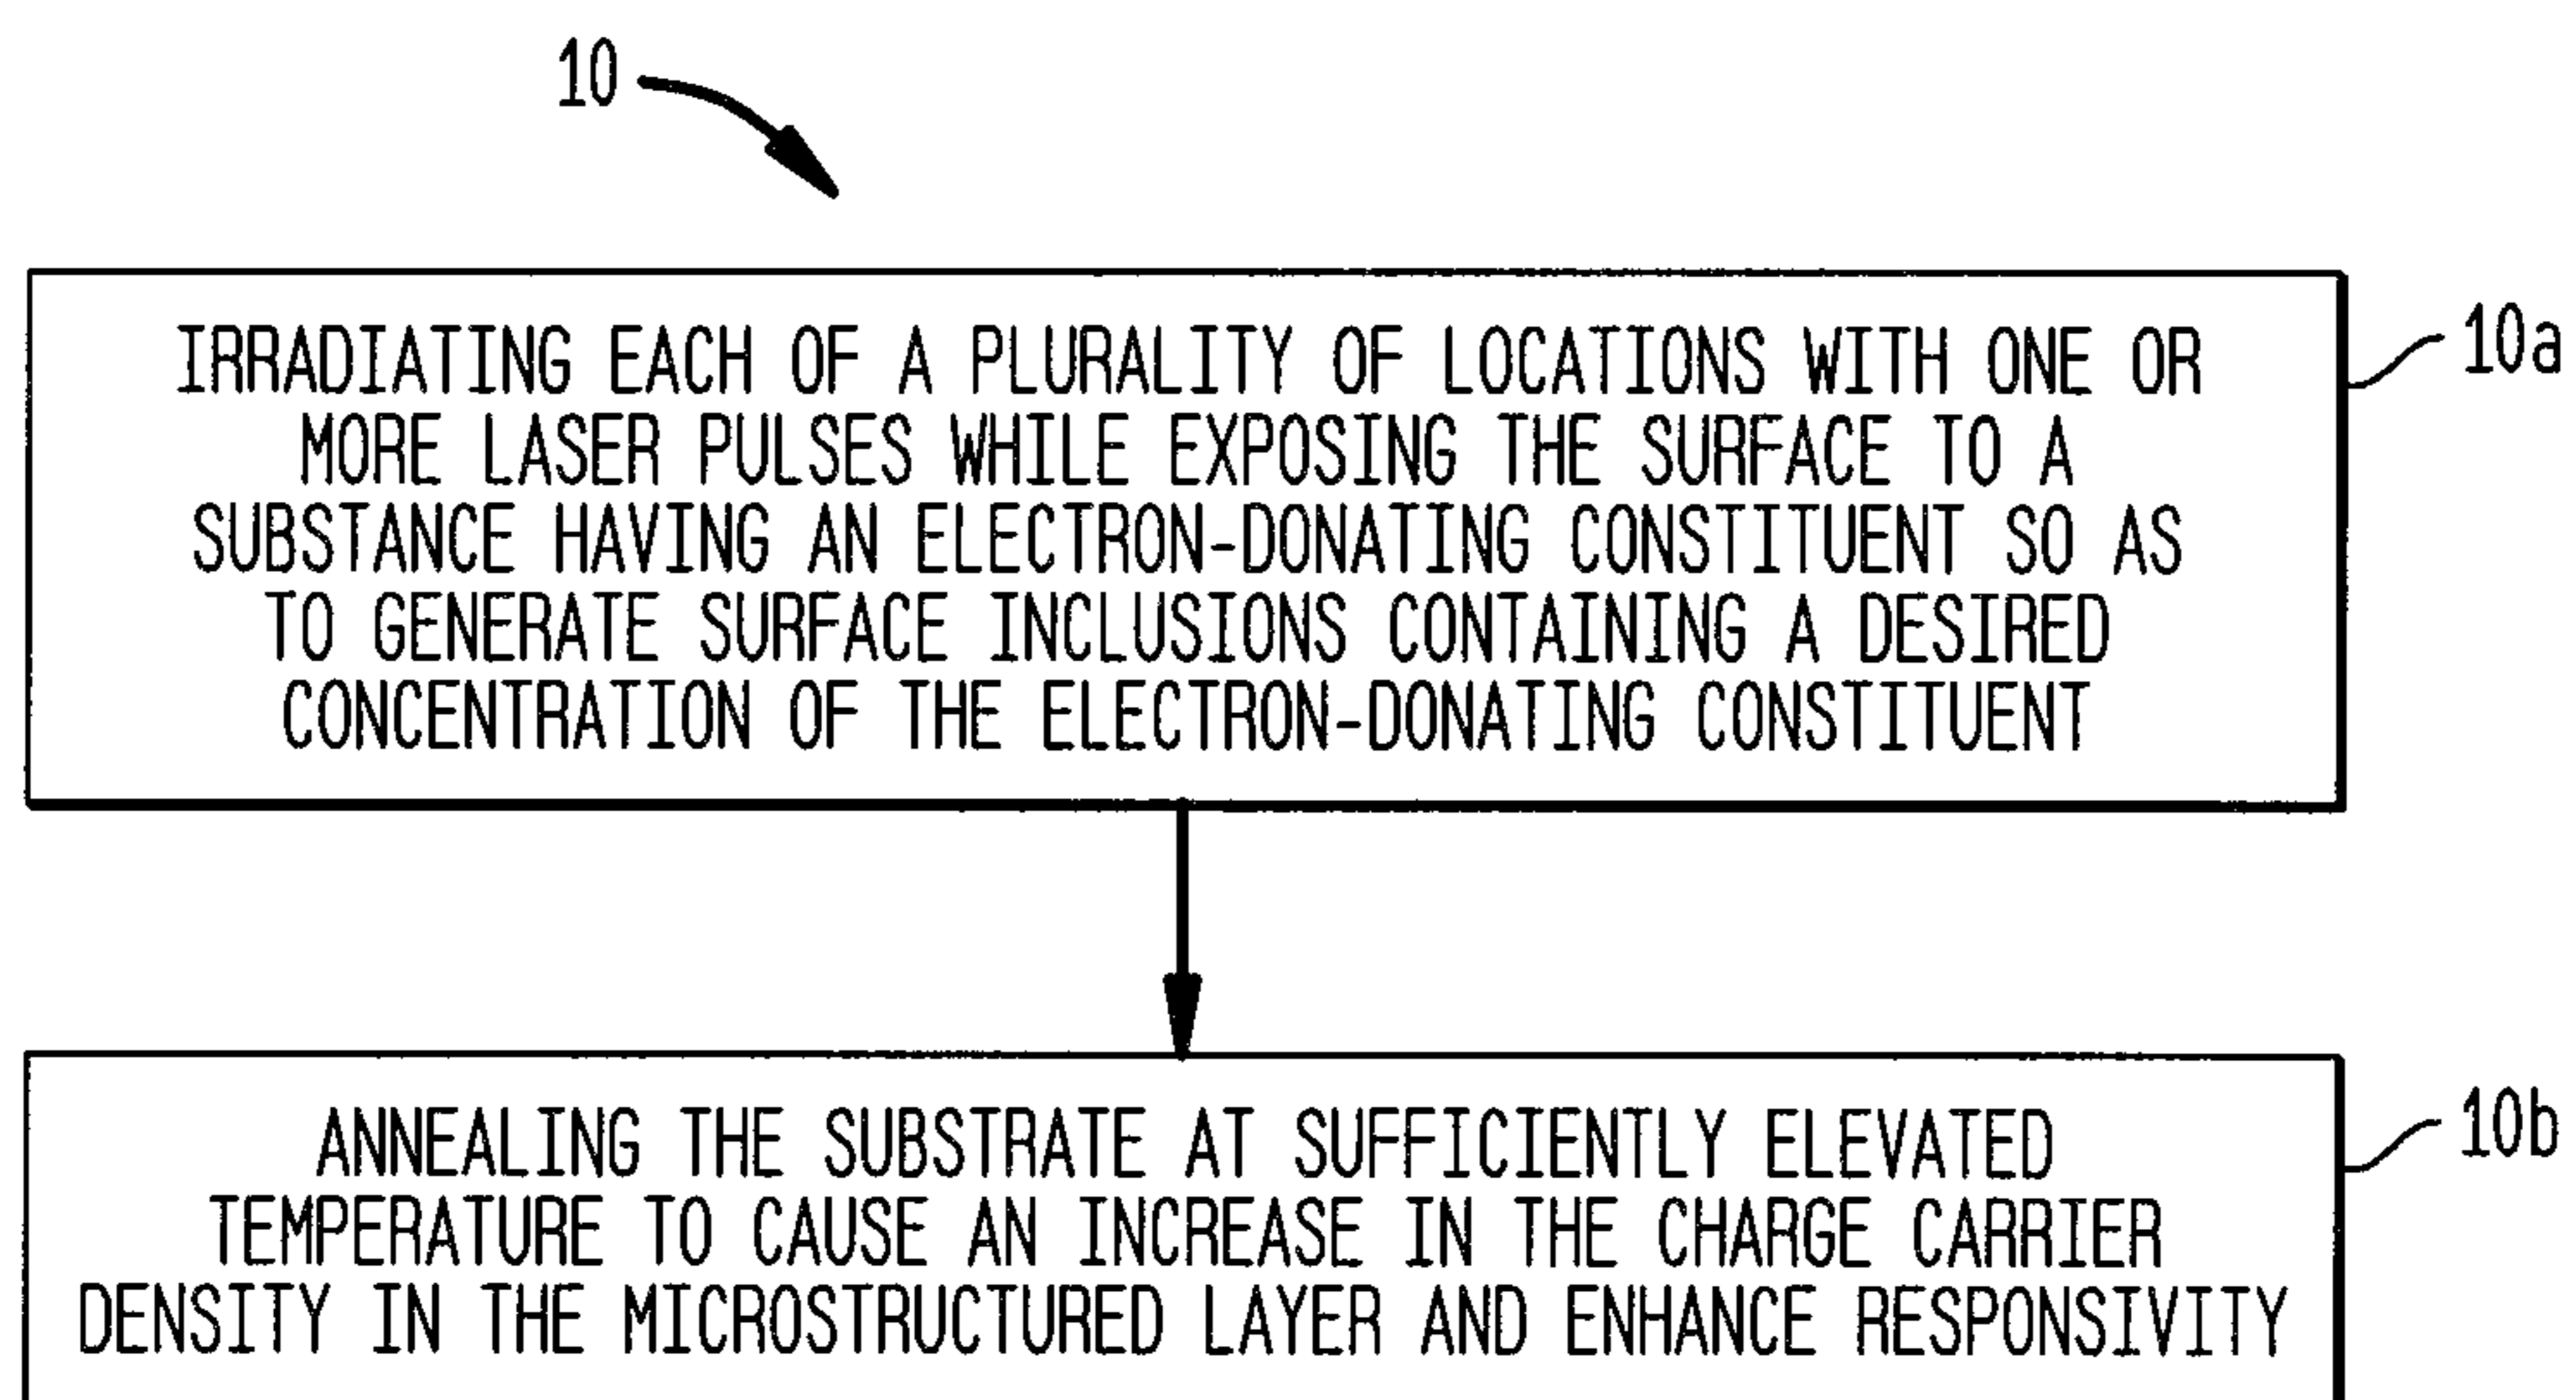 10
IRRADIATING EACH OF A PLURALITY OF LOCATIONS WITH ONE OR
MORE LASER PULSES WHILE EXPOSING THE SURFACE TO A
SUBSTANCE HAVING AN ELECTRON-DONATING CONSTITUENT SO AS
TO GENERATE SURFACE INCLUSIONS CONTAINING A DESIRED
CONCENTRATION OF THE ELECTRON-DONATING CONSTITUENT
10a
ANNEALING THE SUBSTRATE AT SUFFICIENTLY ELEVATED
TEMPERATURE TO CAUSE AN INCREASE IN THE CHARGE CARRIER
DENSITY IN THE MICROSTRUCTURED LAYER AND ENHANCE RESPONSIVITY
10b